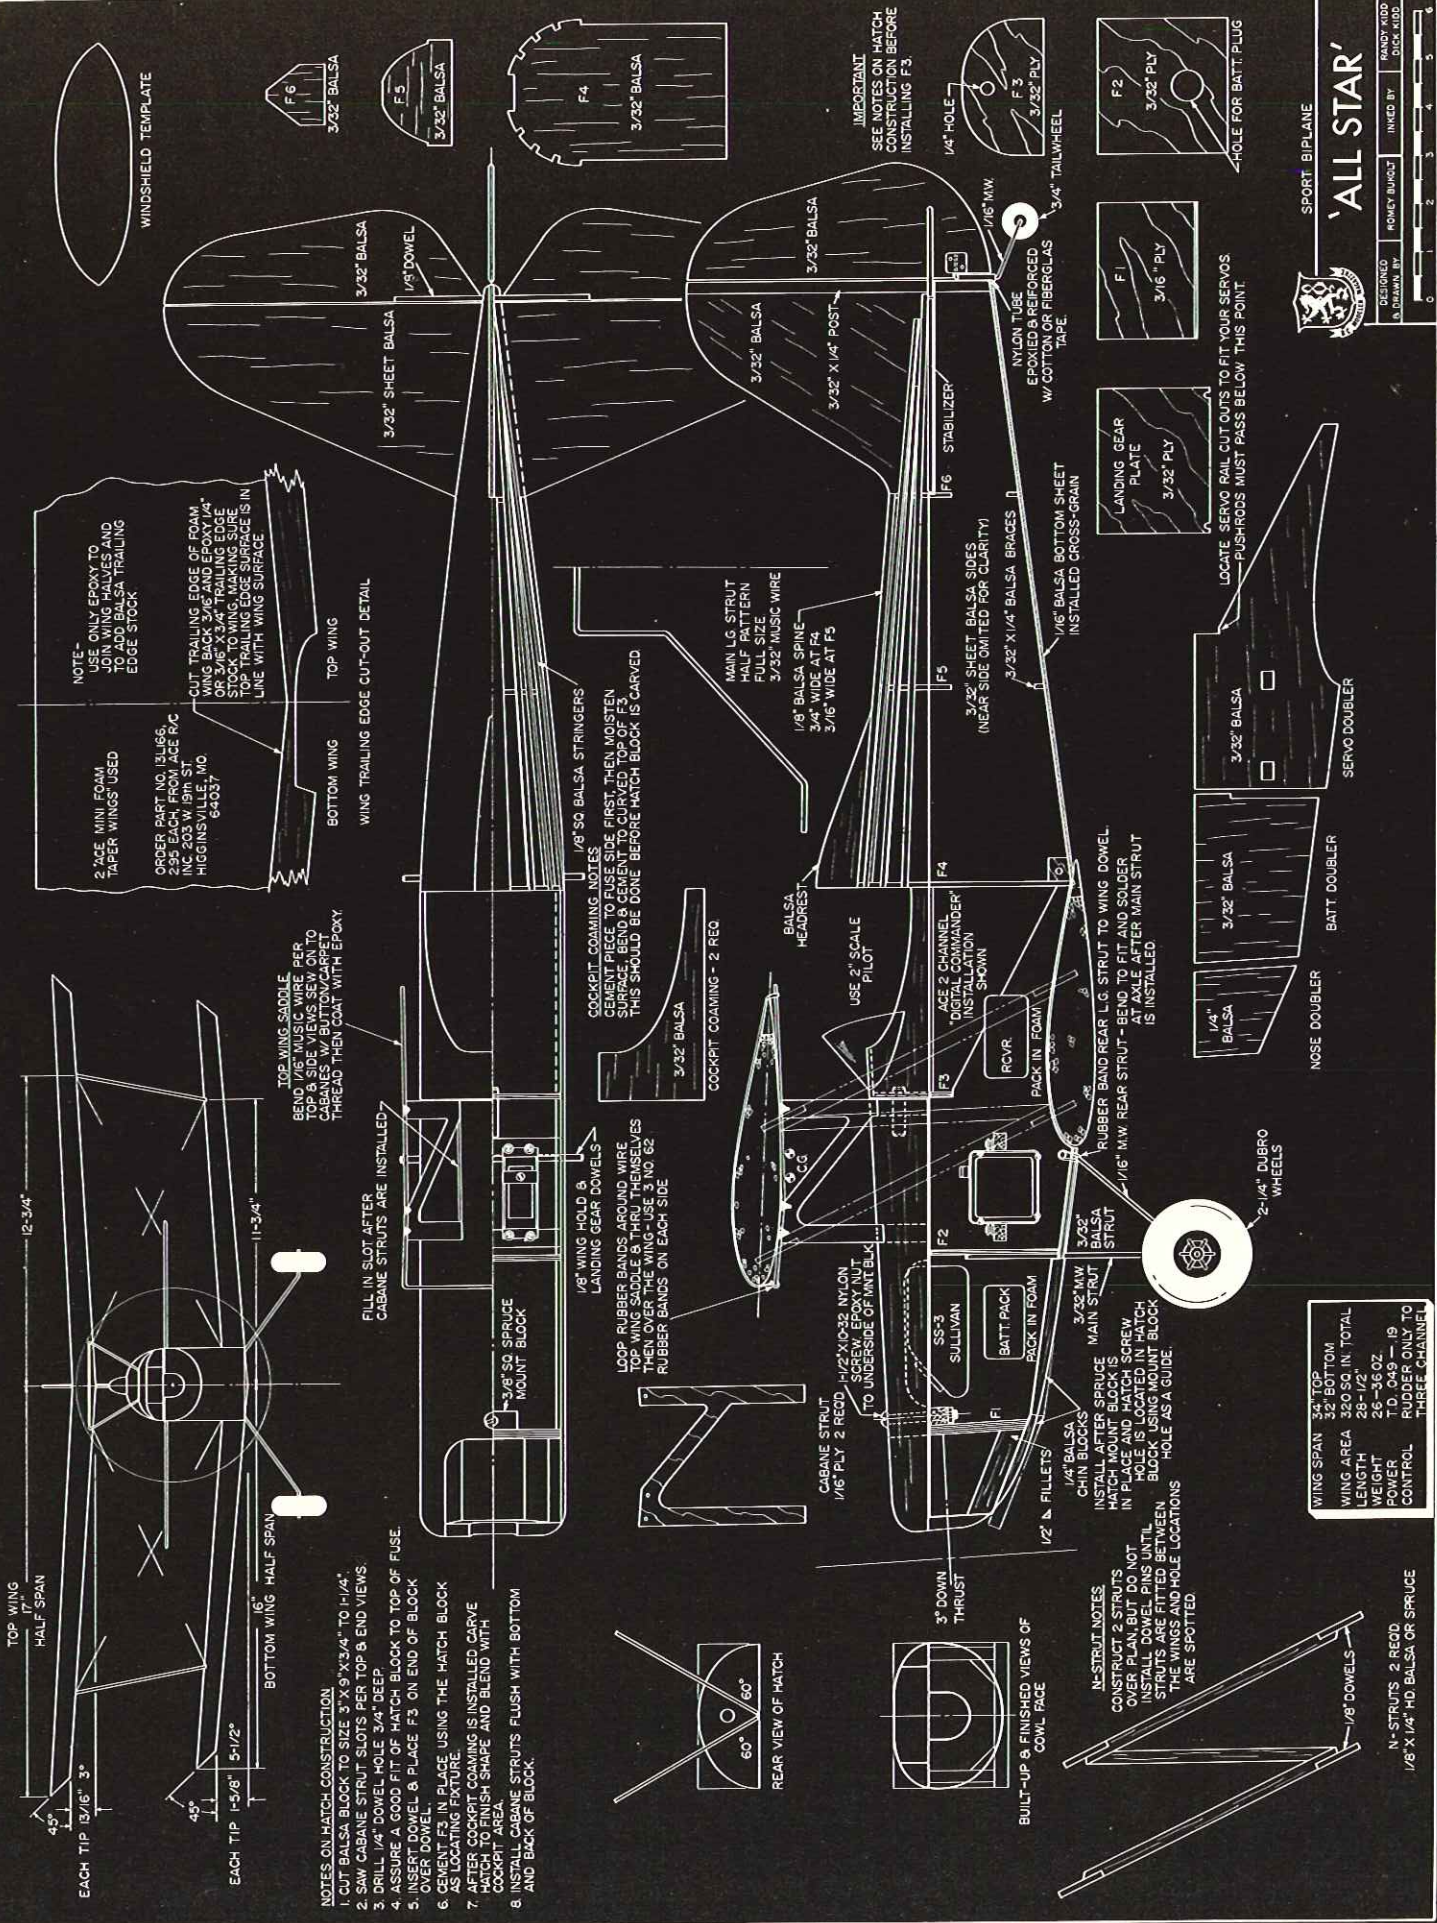 TOP WING
17"
HALF SPAN
12-3/4"
11-3/4"
16"
BOTTOM WING HALF SPAN
45°
EACH TIP 13/16" 3°
45°
EACH TIP 1-5/8" 5-1/2°
NOTES ON HATCH CONSTRUCTION
1. CUT BALSA BLOCK TO SIZE 3" X 9" X 3/4" TO 1-1/4".
2. SAW CABANE STRUT SLOTS PER TOP & END VIEWS.
3. DRILL 1/4" DOWEL HOLE 3/4" DEEP.
4. ASSURE A GOOD FIT OF HATCH BLOCK TO TOP OF FUSE.
5. INSERT DOWEL & PLACE F3 ON END OF BLOCK
OVER DOWEL.
6. CEMENT F3 IN PLACE USING THE HATCH BLOCK
AS LOCATING FIXTURE.
7. AFTER COCKPIT COAMING IS INSTALLED CARVE
HATCH TO FINISH SHAPE AND BLEND WITH
COCKPIT AREA.
8. INSTALL CABANE STRUTS FLUSH WITH BOTTOM
AND BACK OF BLOCK.
2 "ACE MINI FOAM
TAPER WINGS" USED
ORDER PART NO. 13L166,
2.95 EACH, FROM ACE R/C
INC. 203 W. 19th ST.
HIGGINSVILLE, MO.
64037
NOTE-
USE ONLY EPOXY TO
JOIN WING HALVES AND
TO ADD BALSA TRAILING
EDGE STOCK.
CUT TRAILING EDGE OF FOAM
WING BACK 3/16" AND EPOXY 1/4"
OR 3/16" X 3/4" TRAILING EDGE
STOCK TO WING, MAKING SURE
TOP TRAILING EDGE SURFACE IS IN
LINE WITH WING SURFACE.
BOTTOM WING
TOP WING
WING TRAILING EDGE CUT-OUT DETAIL
WINDSHIELD TEMPLATE
F6
3/32" BALSA
F5
3/32" BALSA
F4
3/32" BALSA
TOP WING SADDLE
BEND 1/16" MUSIC WIRE PER
TOP & SIDE VIEWS SEW ON TO
CABANES W/ BUTTON/CARPET
THREAD THEN COAT WITH EPOXY.
FILL IN SLOT AFTER
CABANE STRUTS ARE INSTALLED
3/8" SQ. SPRUCE
MOUNT BLOCK
1/8" WING HOLD &
LANDING GEAR DOWELS
1/8" SQ. BALSA STRINGERS
3/32" SHEET BALSA
3/32" BALSA
1/8" DOWEL
COCKPIT COAMING NOTES
CEMENT PIECE TO FUSE SIDE FIRST, THEN MOISTEN
SURFACE, BEND & CEMENT TO CURVED TOP OF F3.
THIS SHOULD BE DONE BEFORE HATCH BLOCK IS CARVED.
3/32" BALSA
COCKPIT COAMING - 2 REQ.
LOOP RUBBER BANDS AROUND WIRE
TOP WING SADDLE & THRU THEMSELVES
THEN OVER THE WING - USE 3 NO. 62
RUBBER BANDS ON EACH SIDE
MAIN L.G. STRUT
HALF PATTERN
FULL SIZE
3/32" MUSIC WIRE
REAR VIEW OF HATCH
60°
60°
CABANE STRUT
1/16" PLY 2 REQ'D.
1-1/2" X 10-32 NYLON
SCREW. EPOXY NUT
TO UNDERSIDE OF MNT. BLK.
C.G.
USE 2" SCALE
PILOT
BALSA
HEADREST
1/8" BALSA SPINE
3/4" WIDE AT F4
3/16" WIDE AT F5
3/32" BALSA
3/32" X 1/4" POST
3/32" BALSA
IMPORTANT
SEE NOTES ON HATCH
CONSTRUCTION BEFORE
INSTALLING F3.
1/4" HOLE
F3
3/32" PLY
1/16" M.W.
3/4" TAILWHEEL
NYLON TUBE
EPOXIED & REIFORCED
W/ COTTON OR FIBERGLAS
TAPE.
STABILIZER
F1
SS-3
SULLIVAN
F2
F3
F4
F5
F6
BATT. PACK
PACK IN FOAM
RCVR.
PACK IN FOAM
ACE 2 CHANNEL
"DIGITAL COMMANDER"
INSTALLATION
SHOWN
3/32" SHEET BALSA SIDES
(NEAR SIDE OMITED FOR CLARITY)
3/32" X 1/4" BALSA BRACES
1/16" BALSA BOTTOM SHEET
INSTALLED CROSS-GRAIN
3° DOWN
THRUST
1/2" FILLETS
1/4" BALSA
CHIN BLOCKS
3/32" M.W.
MAIN STRUT
3/32"
BALSA
STRUT
RUBBER BAND REAR L.G. STRUT TO WING DOWEL.
1/16" M.W. REAR STRUT - BEND TO FIT AND SOLDER
AT AXLE AFTER MAIN STRUT
IS INSTALLED.
2-1/4" DUBRO
WHEELS
INSTALL AFTER SPRUCE
HATCH MOUNT BLOCK IS
IN PLACE AND HATCH SCREW
HOLE IS LOCATED IN HATCH
BLOCK USING MOUNT BLOCK
HOLE AS A GUIDE.
BUILT-UP & FINISHED VIEWS OF
COWL FACE
N-STRUT NOTES
CONSTRUCT 2 STRUTS
OVER PLAN, BUT DO NOT
INSTALL DOWEL PINS UNTIL
STRUTS ARE FITTED BETWEEN
THE WINGS AND HOLE LOCATIONS
ARE SPOTTED.
1/8" DOWELS
N-STRUTS 2 REQ'D.
1/8" X 1/4" HD. BALSA OR SPRUCE
WING SPAN 34" TOP
32" BOTTOM
WING AREA 320 SQ. IN. TOTAL
LENGTH 28-1/2"
WEIGHT 26-36 OZ.
POWER T.D. .049 - .19
CONTROL RUDDER ONLY TO
THREE CHANNEL
1/4"
BALSA
NOSE DOUBLER
3/32" BALSA
BATT DOUBLER
3/32" BALSA
SERVO DOUBLER
LOCATE SERVO RAIL CUT OUTS TO FIT YOUR SERVOS.
PUSHRODS MUST PASS BELOW THIS POINT.
LANDING GEAR
PLATE
3/32" PLY
F1
3/16" PLY
F2
3/32" PLY
HOLE FOR BATT. PLUG
SPORT BIPLANE
'ALL STAR'
DESIGNED
& DRAWN BY
ROMEY BUKOLT
INKED BY
RANDY KIDD
DICK KIDD
0 1 2 3 4 5 6